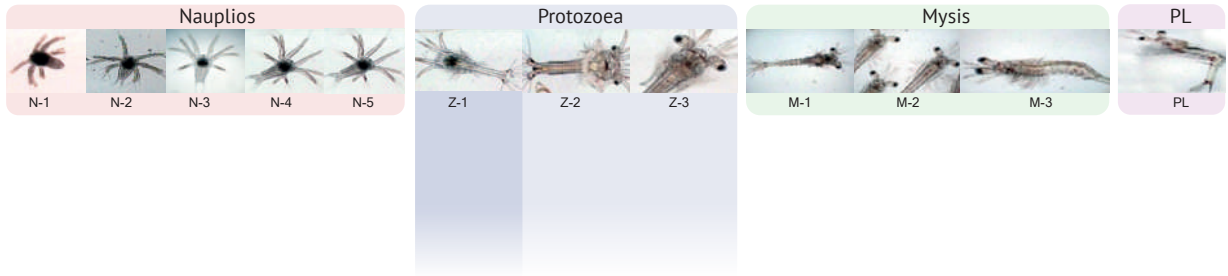 Nauplios
Protozoea
Mysis
PL
N-1
N-2
N-3
N-4
N-5
Z-1
Z-2
Z-3
M-1
M-2
M-3
PL